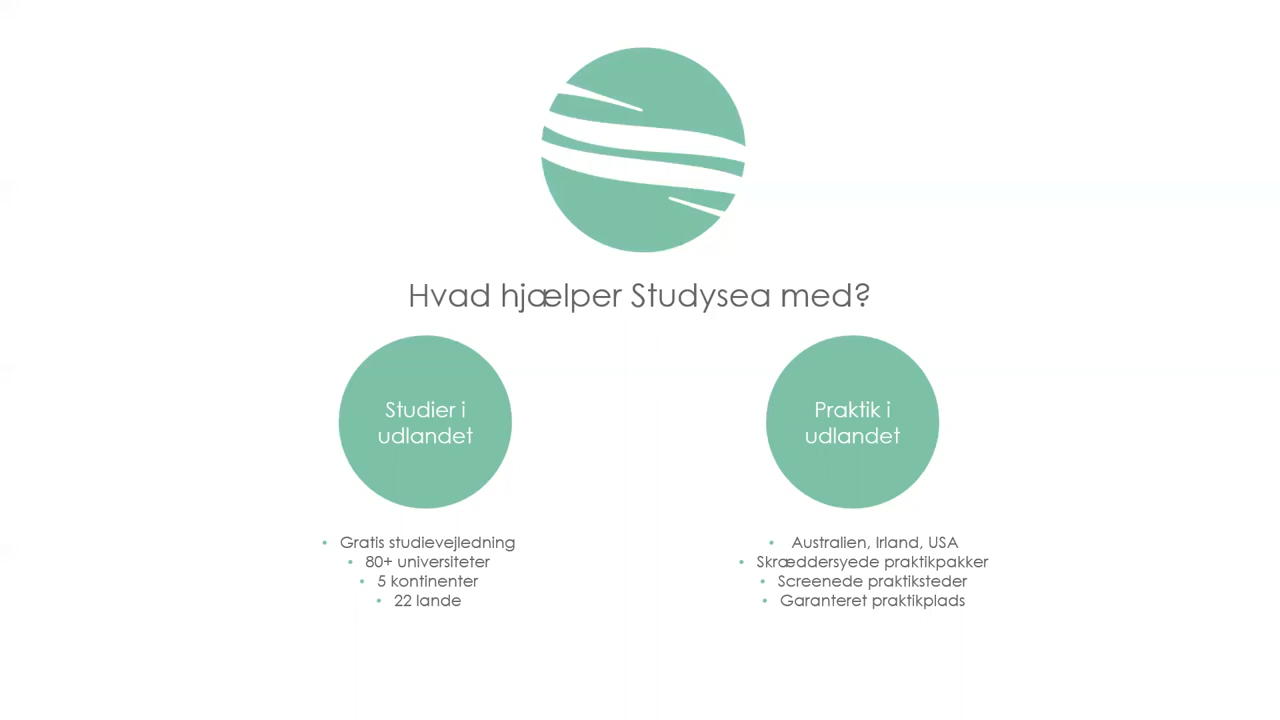 Hvad hjælper Studysea med?
Studier i
udlandet
• Gratis studievejledning
• 80+ universiteter
• 5 kontinenter
• 22 lande
Praktik i
udlandet
• Australien, Irland, USA
• Skræddersyede praktikpakker
• Screenede praktiksteder
• Garanteret praktikplads